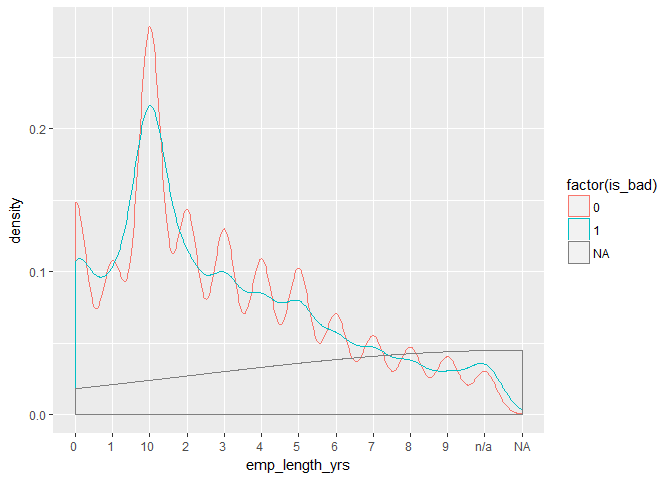 density
0.2
0.1
0.0
0 1 10 2 3 4 5 6 7 8 9 n/a NA
emp_length_yrs
factor(is_bad)
0
1
NA